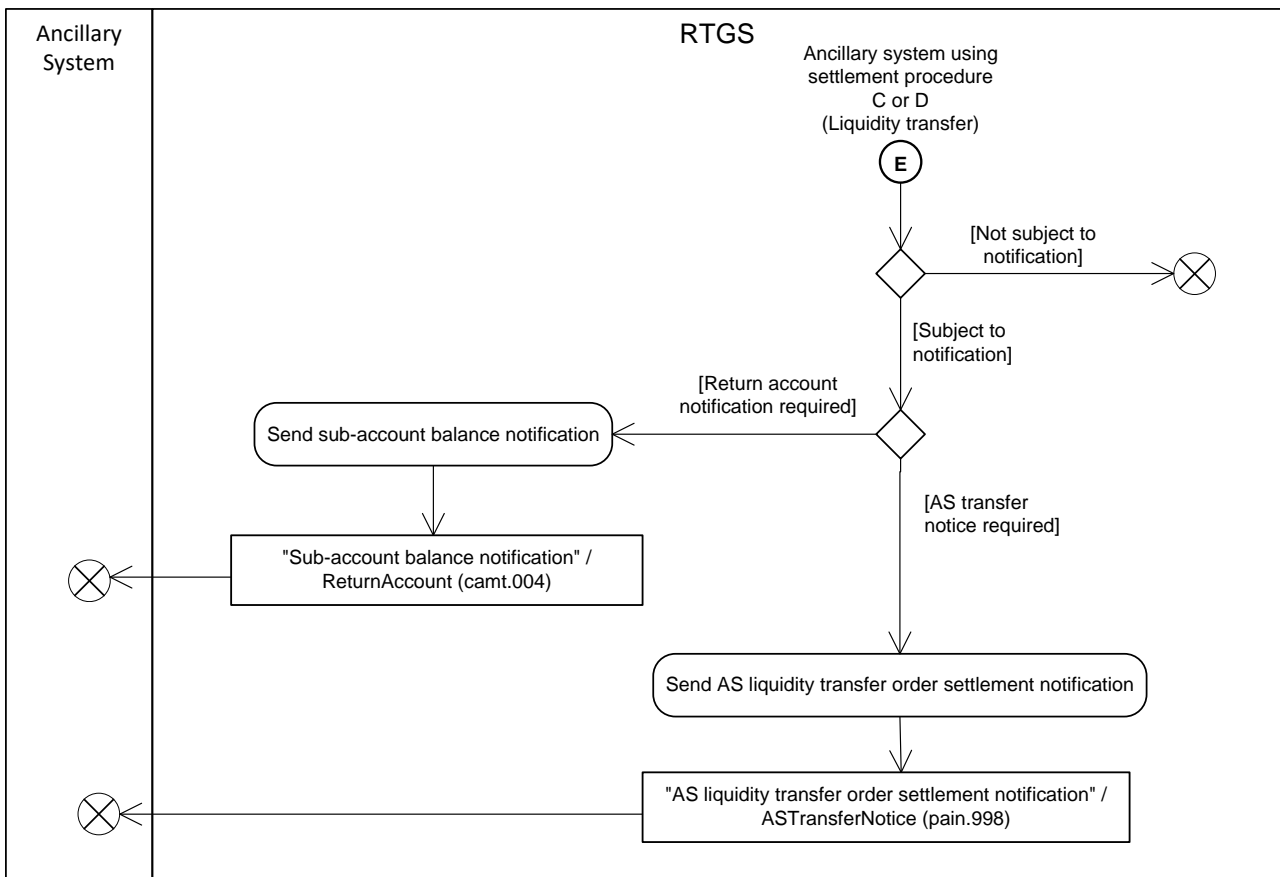 Ancillary
System
RTGS
Ancillary system using
settlement procedure
C or D
(Liquidity transfer)
E
[Not subject to
notification]
[Subject to
notification]
[Return account
notification required]
Send sub-account balance notification
[AS transfer
notice required]
"Sub-account balance notification" /
ReturnAccount (camt.004)
Send AS liquidity transfer order settlement notification
"AS liquidity transfer order settlement notification" /
ASTransferNotice (pain.998)